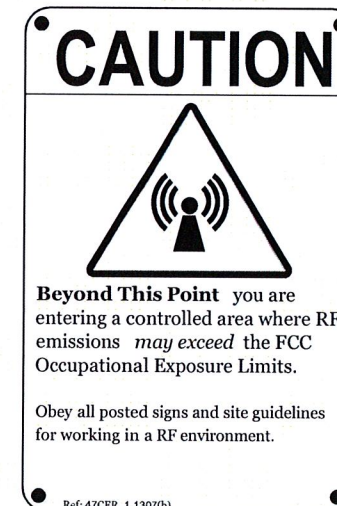 CAUTION
Beyond This Point you are
entering a controlled area where RF
emissions may exceed the FCC
Occupational Exposure Limits.
Obey all posted signs and site guidelines
for working in a RF environment.
Ref: 47CFR 1.1307(b)